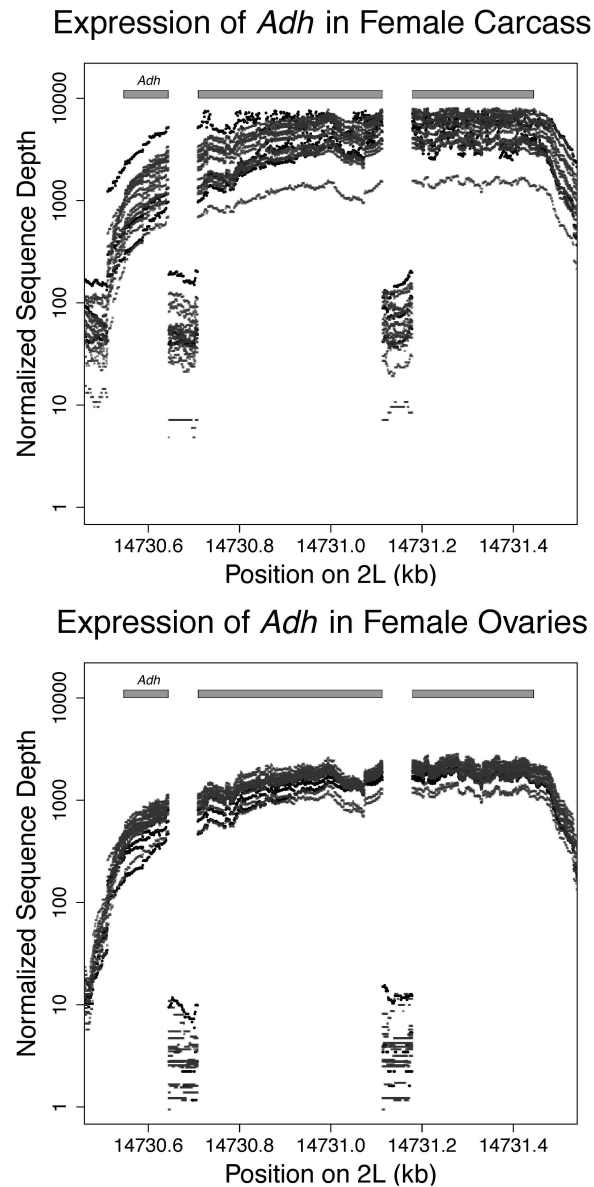 Expression of Adh in Female Carcass
Adh
Normalized Sequence Depth
10000
1000
100
10
1
14730.6 14730.8 14731.0 14731.2 14731.4
Position on 2L (kb)
Expression of Adh in Female Ovaries
Adh
Normalized Sequence Depth
10000
1000
100
10
1
14730.6 14730.8 14731.0 14731.2 14731.4
Position on 2L (kb)